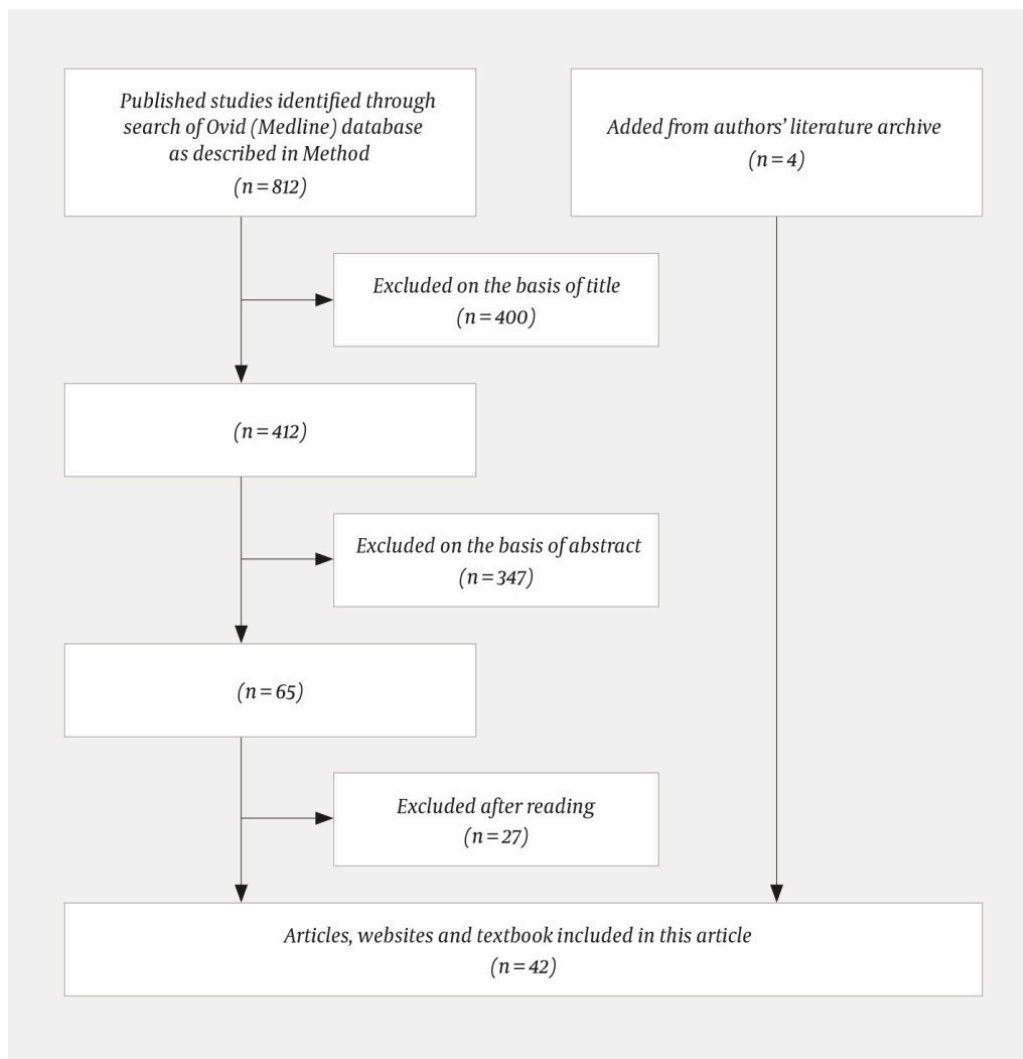 Published studies identified through
search of Ovid (Medline) database
as described in Method
(n = 812)
Added from authors’ literature archive
(n = 4)
Excluded on the basis of title
(n = 400)
(n = 412)
Excluded on the basis of abstract
(n = 347)
(n = 65)
Excluded after reading
(n = 27)
Articles, websites and textbook included in this article
(n = 42)